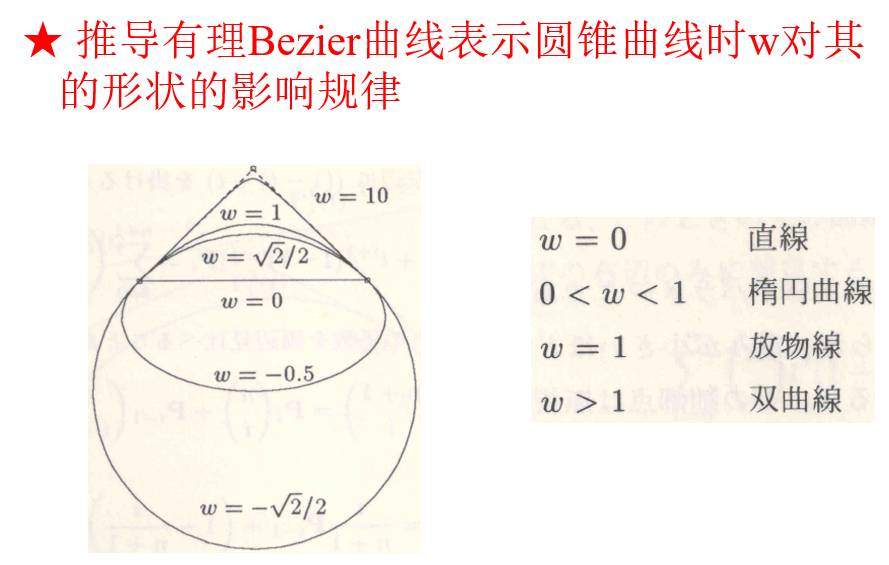 ★ 推导有理Bezier曲线表示圆锥曲线时w对其
的形状的影响规律
w = 10
w = 1
w = √2/2
w = 0
w = −0.5
w = −√2/2
w = 0 直線
0 < w < 1 楕円曲線
w = 1 放物線
w > 1 双曲線